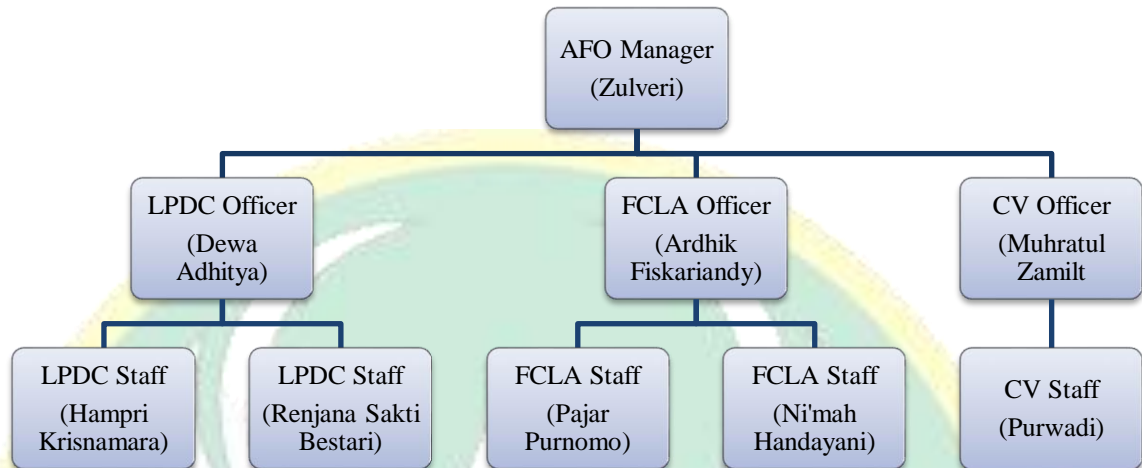 AFO Manager
(Zulveri)
LPDC Officer
(Dewa
Adhitya)
FCLA Officer
(Ardhik
Fiskariandy)
CV Officer
(Muhratul
Zamilt
LPDC Staff
(Hampri
Krisnamara)
LPDC Staff
(Renjana Sakti
Bestari)
FCLA Staff
(Pajar
Purnomo)
FCLA Staff
(Ni'mah
Handayani)
CV Staff
(Purwadi)